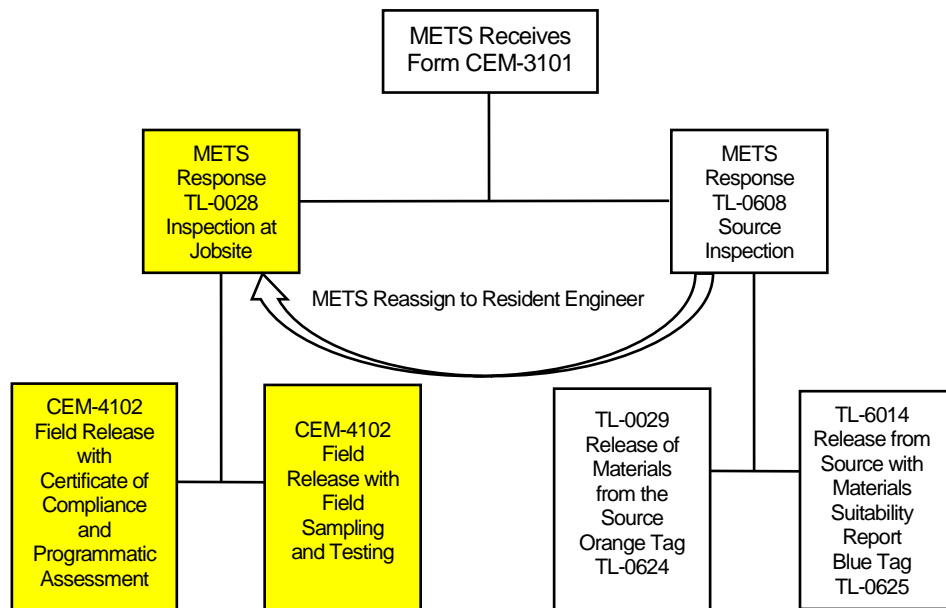 METS Receives
Form CEM-3101
METS
Response
TL-0028
Inspection at
Jobsite
METS
Response
TL-0608
Source
Inspection
METS Reassign to Resident Engineer
CEM-4102
Field Release
with
Certificate of
Compliance
and
Programmatic
Assessment
CEM-4102
Field
Release with
Field
Sampling
and Testing
TL-0029
Release of
Materials
from the
Source
Orange Tag
TL-0624
TL-6014
Release from
Source with
Materials
Suitability
Report
Blue Tag
TL-0625